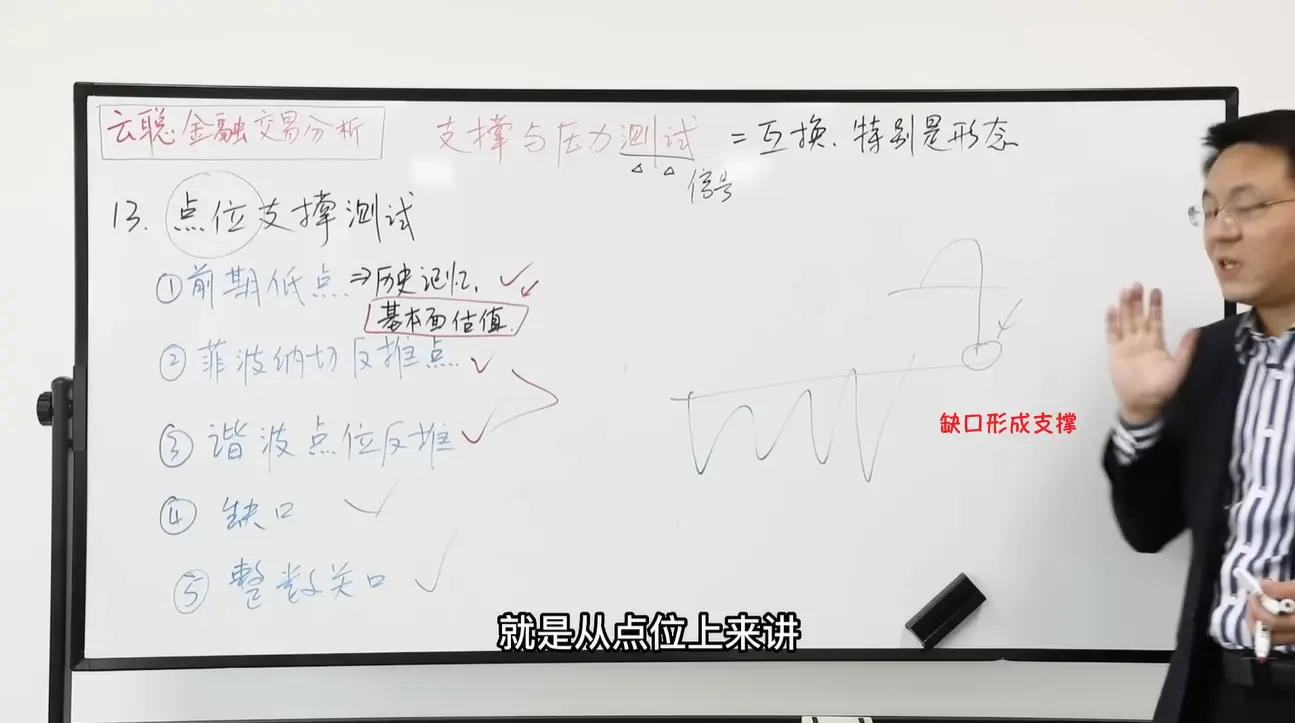 云聪金融交易分析
支撑与压力测试 = 互换.特别是形态
信号
13. 点位支撑测试
①前期低点⇒历史记忆.
基本面估值.
②菲波纳切反推点.
③谐波点位反推
④缺口
⑤整数关口
缺口形成支撑
就是从点位上来讲